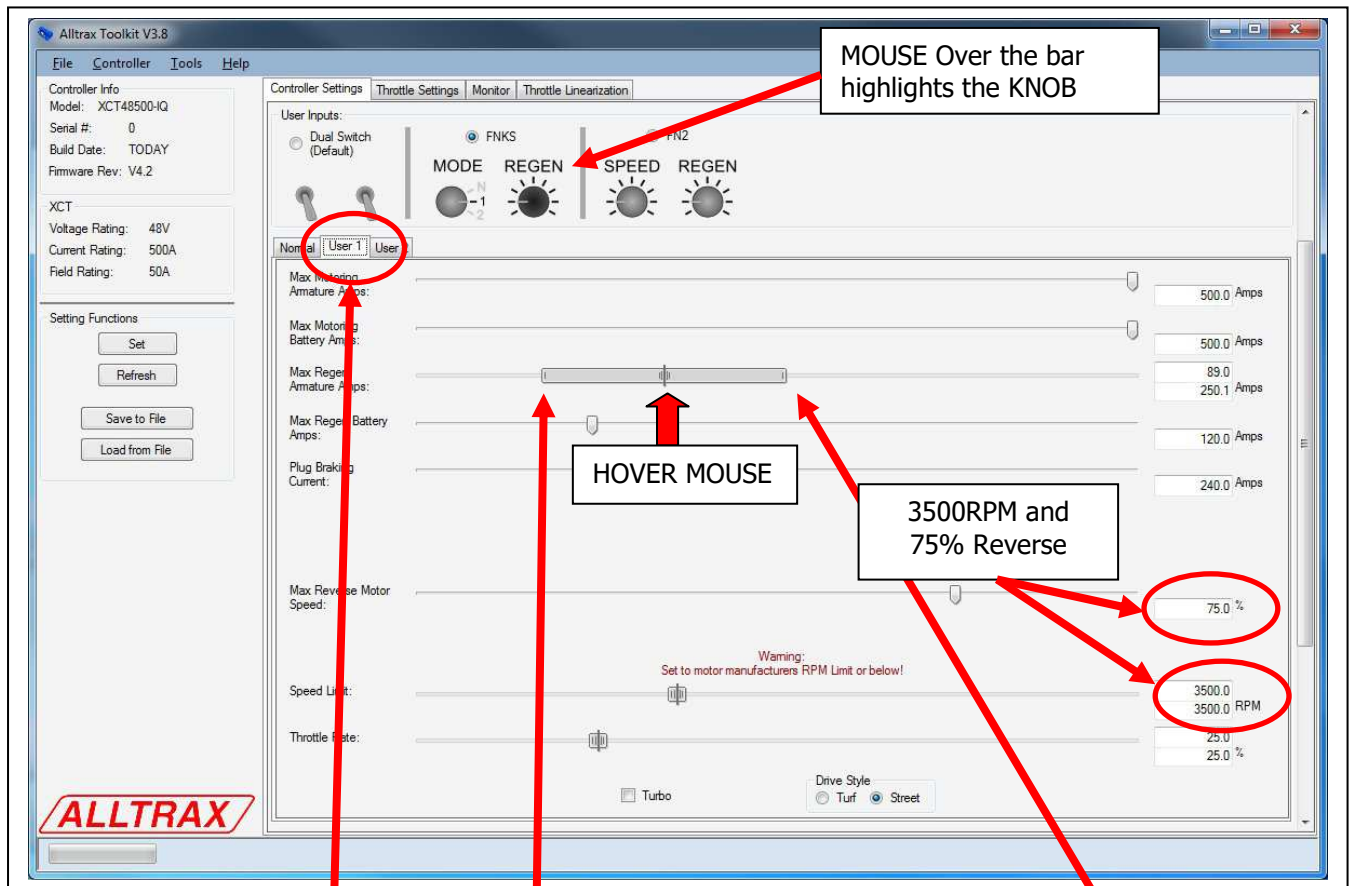 Alltrax Toolkit V3.8
File Controller Tools Help
MOUSE Over the bar
highlights the KNOB
Controller Info
Model: XCT48500-IQ
Serial #: 0
Build Date: TODAY
Firmware Rev: V4.2
XCT
Voltage Rating: 48V
Current Rating: 500A
Field Rating: 50A
Setting Functions
Set
Refresh
Save to File
Load from File
ALLTRAX
Controller Settings Throttle Settings Monitor Throttle Linearization
User Inputs:
Dual Switch
(Default)
FNKS
MODE REGEN
N
1
2
FN2
SPEED REGEN
Normal User 1 User 2
Max Motoring
Armature Amps:
500.0 Amps
Max Motoring
Battery Amps:
500.0 Amps
Max Regen
Armature Amps:
89.0
250.1 Amps
Max Regen Battery
Amps:
120.0 Amps
HOVER MOUSE
Plug Braking
Current:
240.0 Amps
3500RPM and
75% Reverse
Max Reverse Motor
Speed:
75.0 %
Warning:
Set to motor manufacturers RPM Limit or below!
Speed Limit:
3500.0
3500.0 RPM
Throttle Rate:
25.0
25.0 %
Turbo
Drive Style
Turf Street